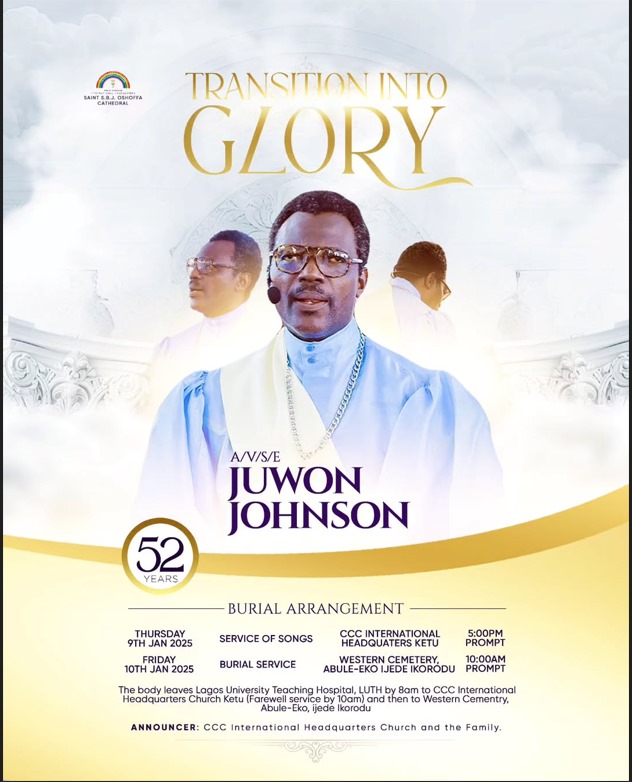 SAINT S.B.J. OSHOFFA
CATHEDRAL
TRANSITION INTO
GLORY
A/V/S/E
JUWON
JOHNSON
52
YEARS
BURIAL ARRANGEMENT
THURSDAY
9TH JAN 2025
SERVICE OF SONGS
CCC INTERNATIONAL
HEADQUATERS KETU
5:00PM
PROMPT
FRIDAY
10TH JAN 2025
BURIAL SERVICE
WESTERN CEMETERY,
ABULE-EKO IJEDE IKORODU
10:00AM
PROMPT
The body leaves Lagos University Teaching Hospital, LUTH by 8am to CCC International
Headquarters Church Ketu (Farewell service by 10am) and then to Western Cementry,
Abule-Eko, ijede Ikorodu
ANNOUNCER: CCC International Headquarters Church and the Family.